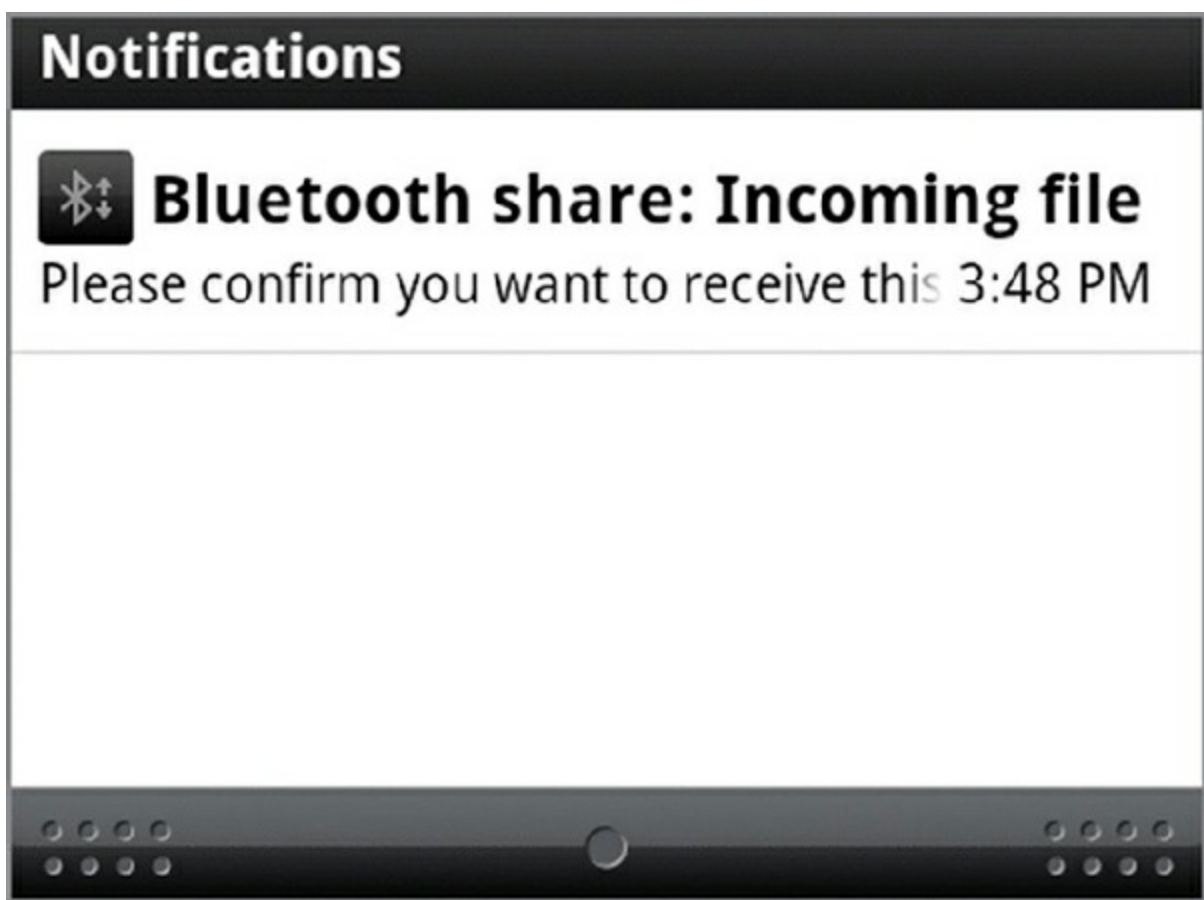 Notifications
Bluetooth share: Incoming file
Please confirm you want to receive this 3:48 PM